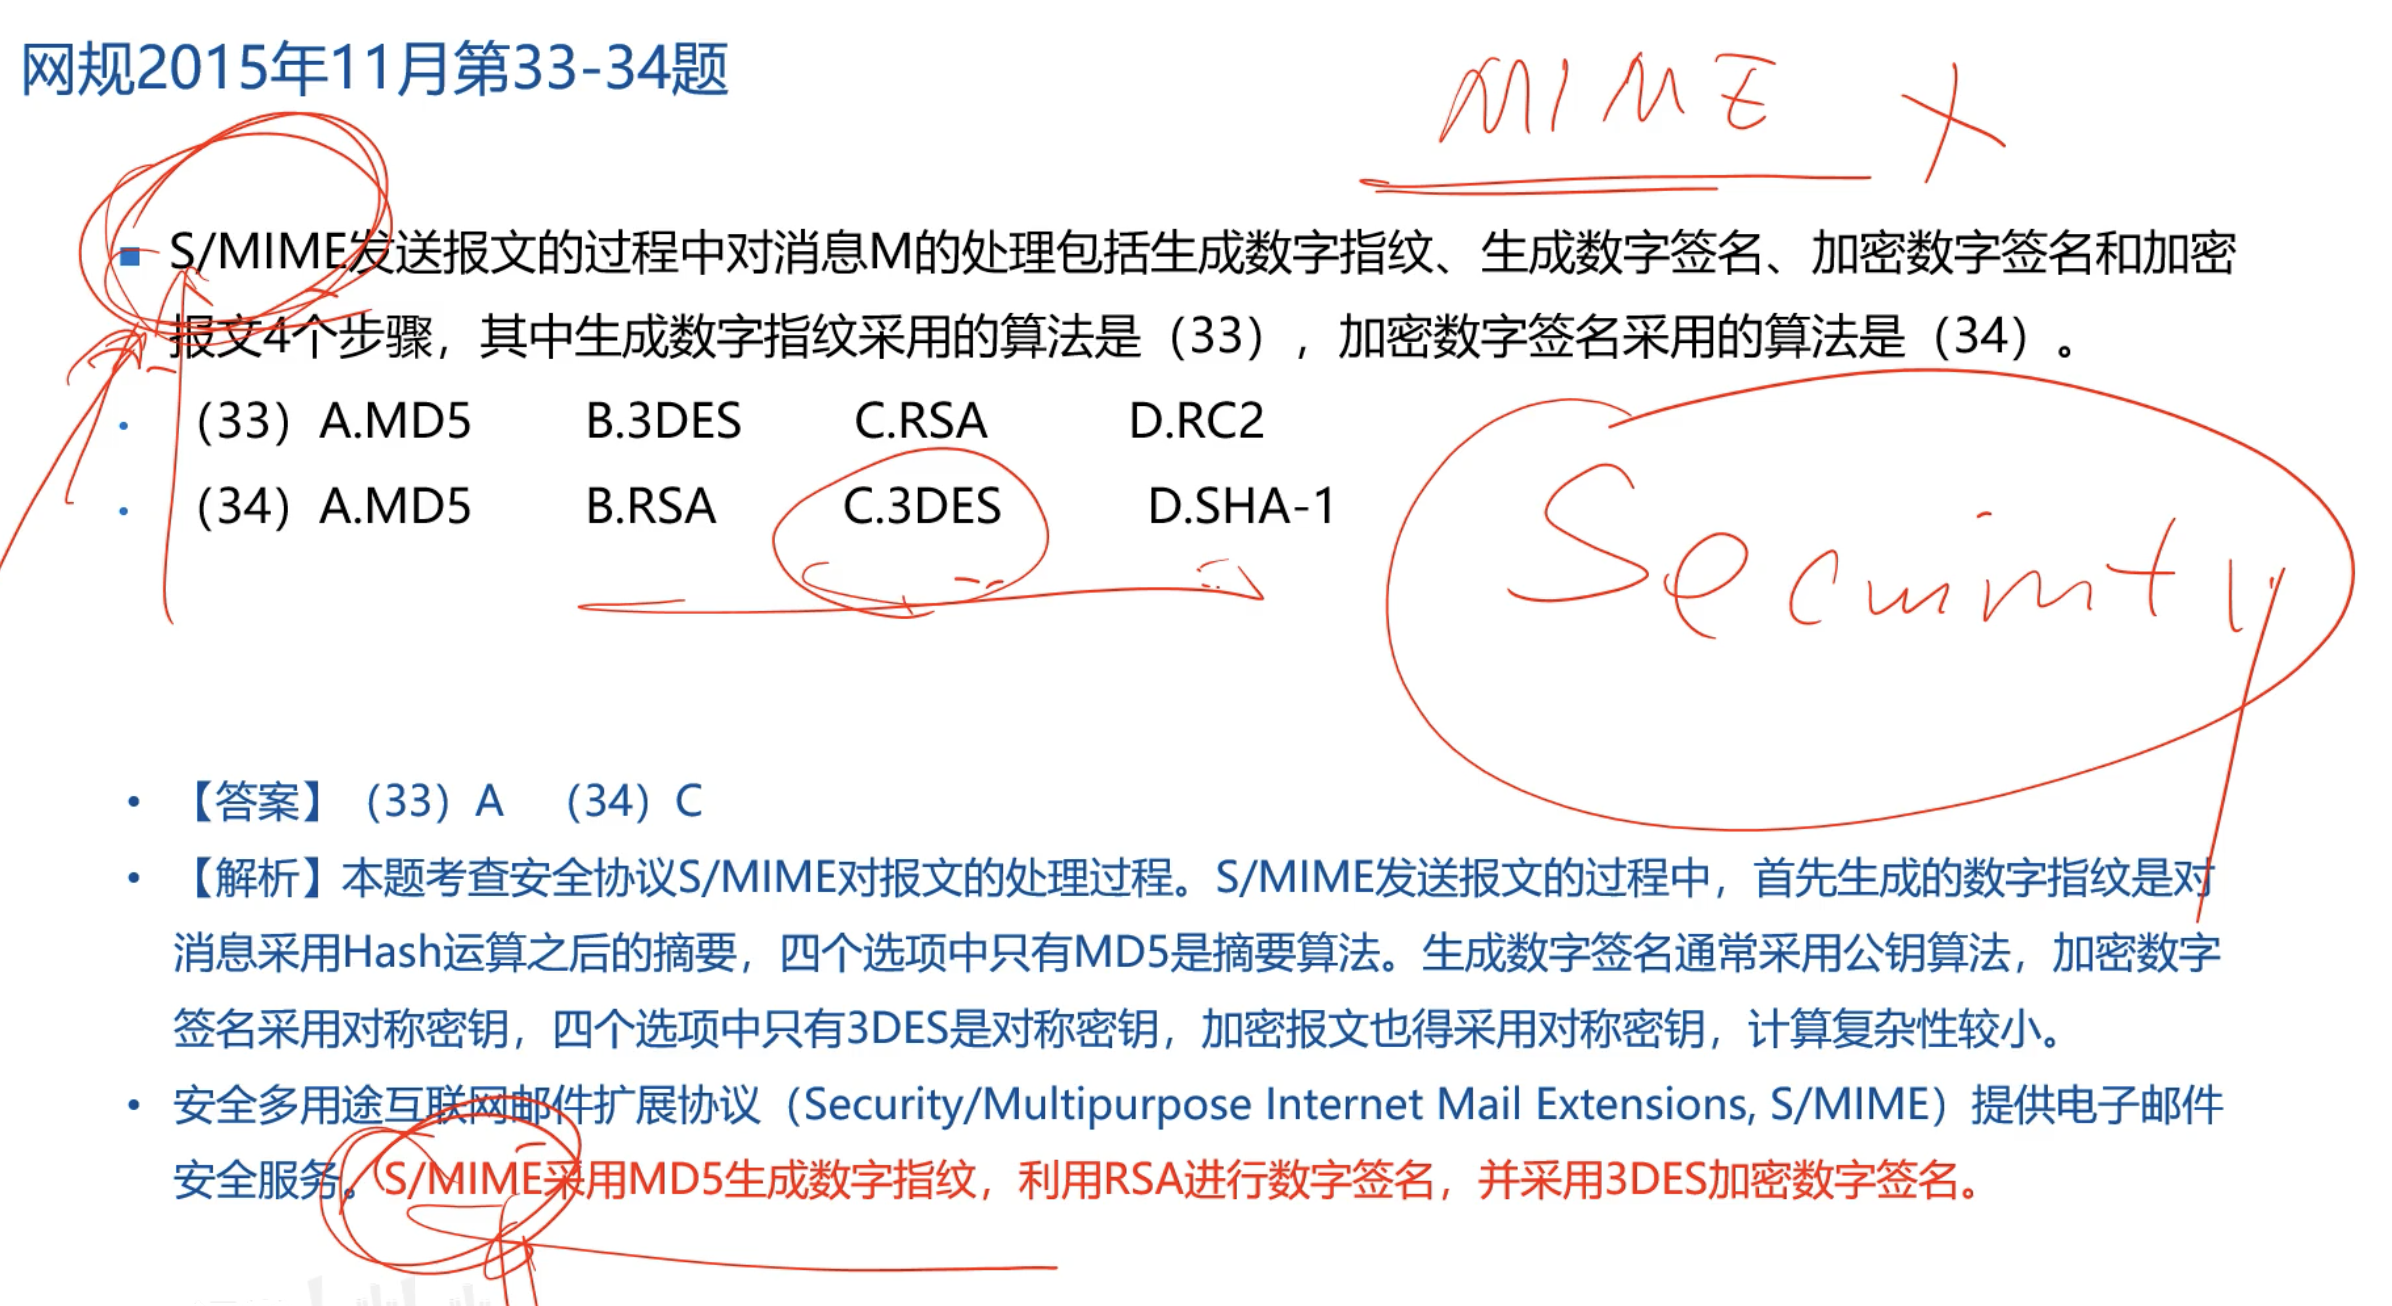 网规2015年11月第33-34题
MIME
S/MIME发送报文的过程中对消息M的处理包括生成数字指纹、生成数字签名、加密数字签名和加密
报文4个步骤，其中生成数字指纹采用的算法是（33），加密数字签名采用的算法是（34）。
（33）A.MD5 B.3DES C.RSA D.RC2
（34）A.MD5 B.RSA C.3DES D.SHA-1
Security
【答案】（33）A （34）C
【解析】本题考查安全协议S/MIME对报文的处理过程。S/MIME发送报文的过程中，首先生成的数字指纹是对
消息采用Hash运算之后的摘要，四个选项中只有MD5是摘要算法。生成数字签名通常采用公钥算法，加密数字
签名采用对称密钥，四个选项中只有3DES是对称密钥，加密报文也得采用对称密钥，计算复杂性较小。
安全多用途互联网邮件扩展协议（Security/Multipurpose Internet Mail Extensions, S/MIME）提供电子邮件
安全服务。S/MIME采用MD5生成数字指纹，利用RSA进行数字签名，并采用3DES加密数字签名。